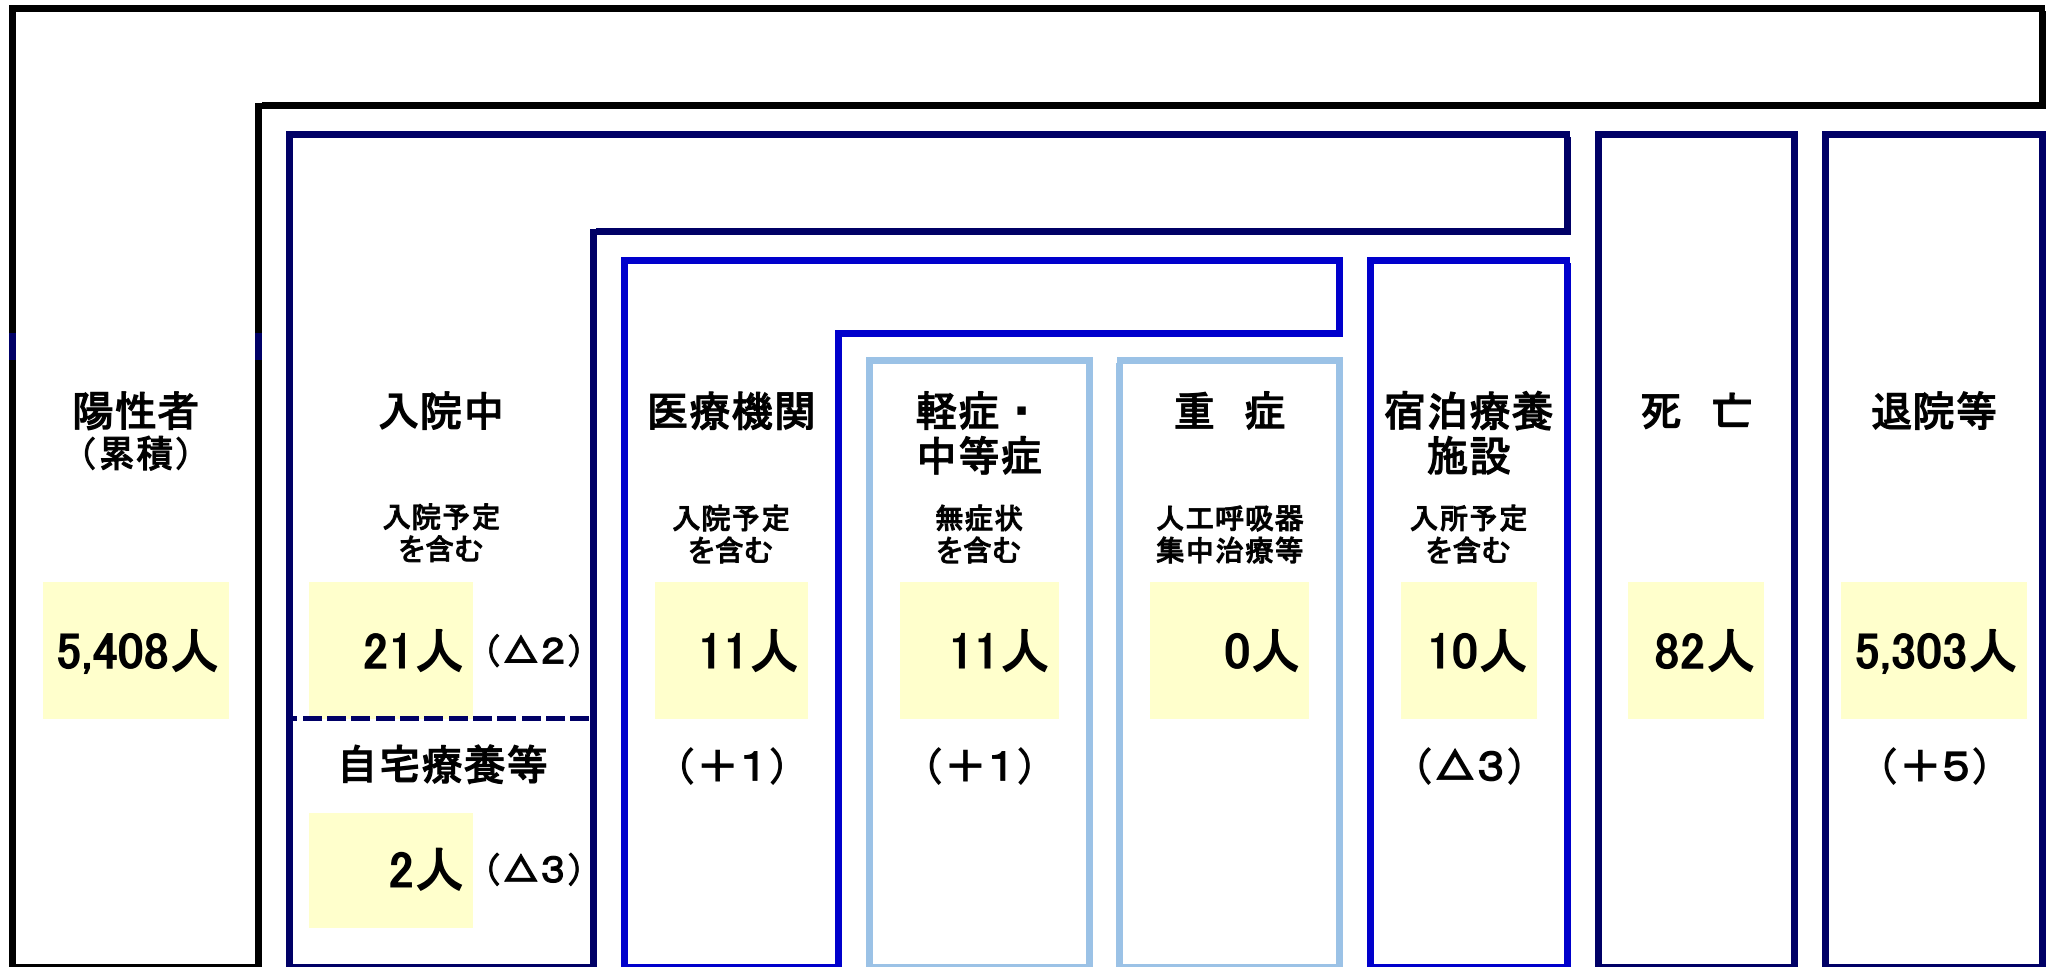 陽性者
（累積）
5,408人
入院中
入院予定
を含む
21人（△2）
自宅療養等
2人（△3）
医療機関
入院予定
を含む
11人
（＋1）
軽症・
中等症
無症状
を含む
11人
（＋1）
重　症
人工呼吸器
集中治療等
0人
宿泊療養
施設
入所予定
を含む
10人
（△3）
死　亡
82人
退院等
5,303人
（＋5）